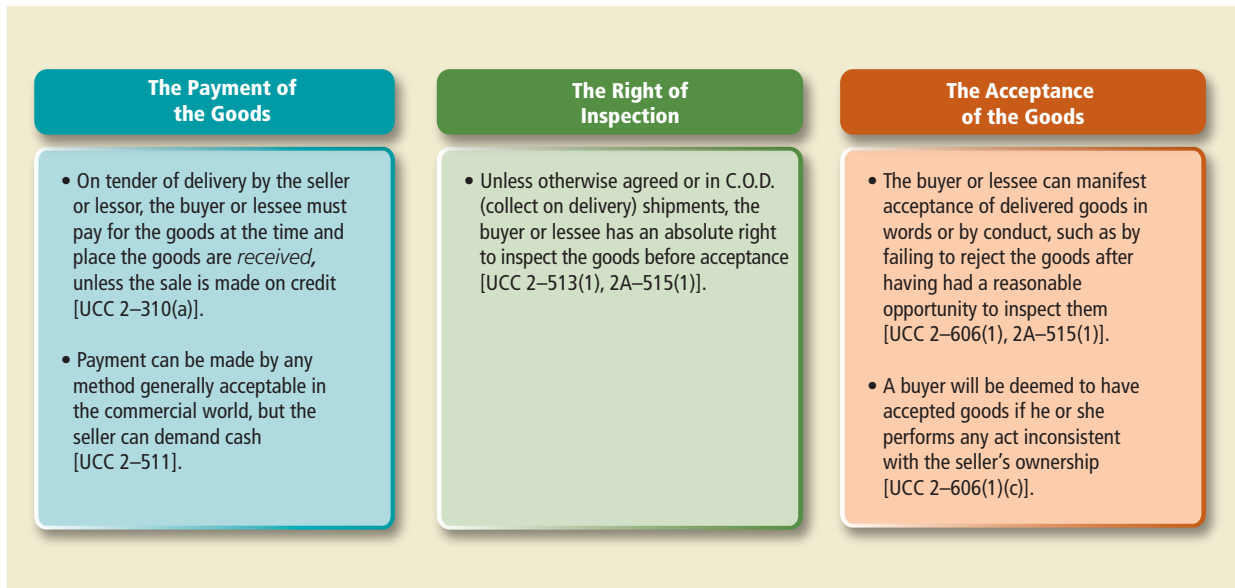 The Payment of
the Goods
• On tender of delivery by the seller
or lessor, the buyer or lessee must
pay for the goods at the time and
place the goods are received,
unless the sale is made on credit
[UCC 2–310(a)].
• Payment can be made by any
method generally acceptable in
the commercial world, but the
seller can demand cash
[UCC 2–511].
The Right of
Inspection
• Unless otherwise agreed or in C.O.D.
(collect on delivery) shipments, the
buyer or lessee has an absolute right
to inspect the goods before acceptance
[UCC 2–513(1), 2A–515(1)].
The Acceptance
of the Goods
• The buyer or lessee can manifest
acceptance of delivered goods in
words or by conduct, such as by
failing to reject the goods after
having had a reasonable
opportunity to inspect them
[UCC 2–606(1), 2A–515(1)].
• A buyer will be deemed to have
accepted goods if he or she
performs any act inconsistent
with the seller’s ownership
[UCC 2–606(1)(c)].